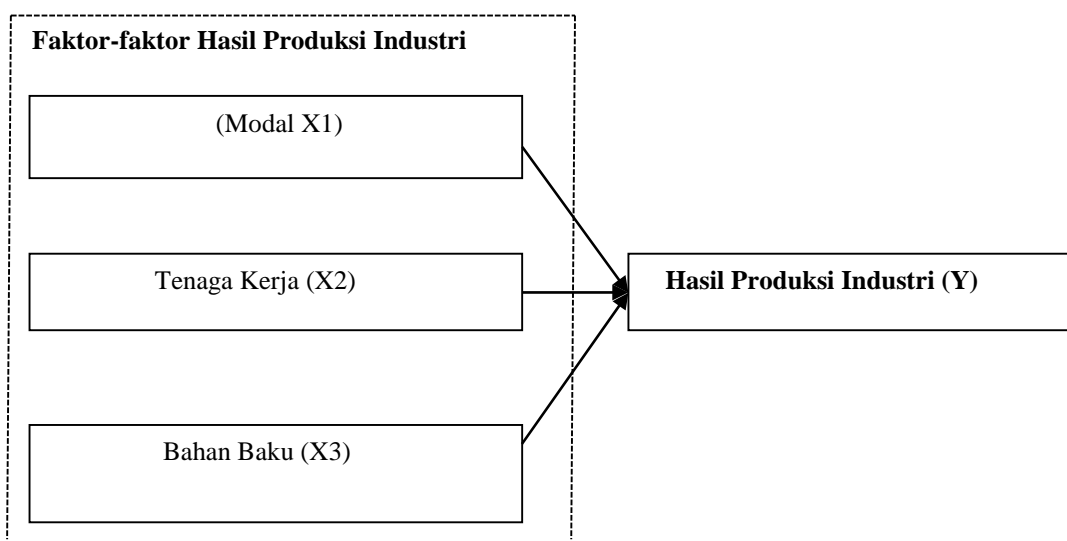 Faktor-faktor Hasil Produksi Industri
(Modal X1)
Tenaga Kerja (X2)
Hasil Produksi Industri (Y)
Bahan Baku (X3)